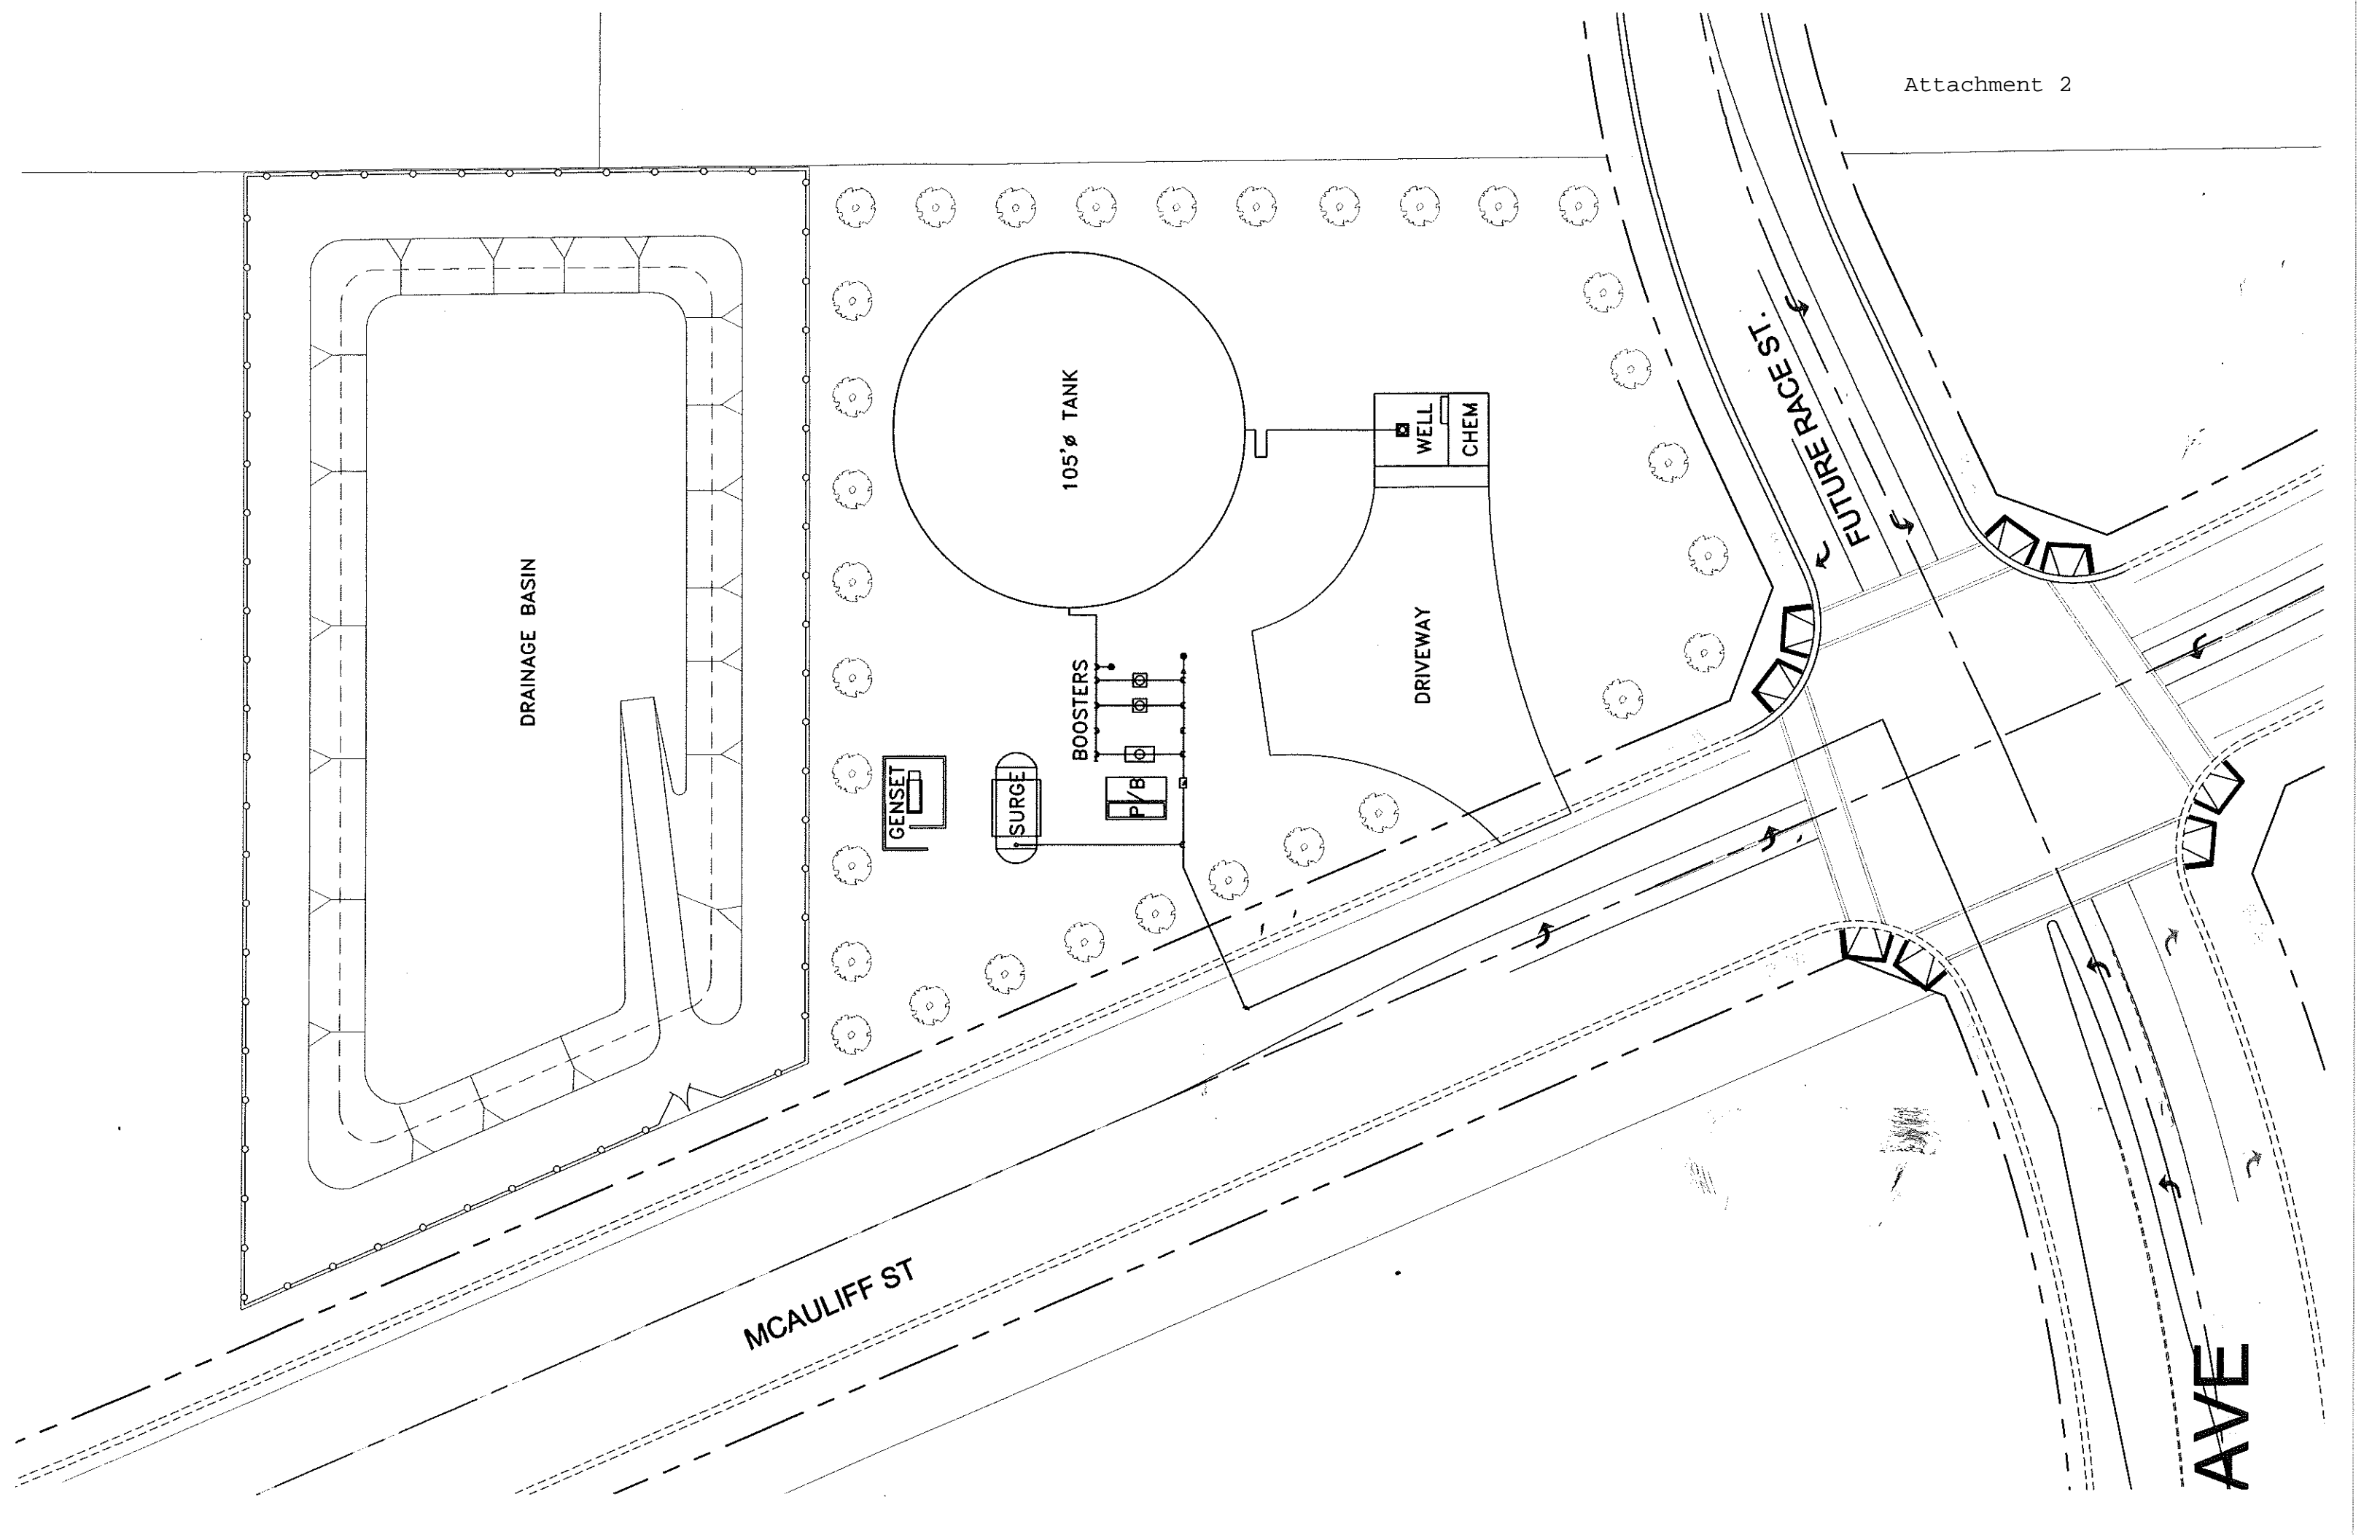 Attachment 2
FUTURE RACE ST.
105'ø TANK
WELL
CHEM
DRAINAGE BASIN
DRIVEWAY
BOOSTERS
GENSET
SURGE
P/B
MCAULIFF ST
AVE